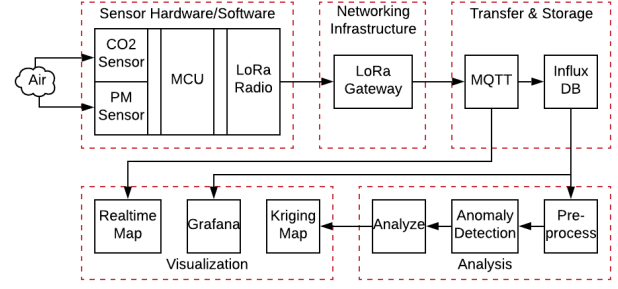 Sensor Hardware/Software
Networking
Infrastructure
Transfer & Storage
Air
CO2
Sensor
PM
Sensor
MCU
LoRa
Radio
LoRa
Gateway
MQTT
Influx
DB
Realtime
Map
Grafana
Kriging
Map
Analyze
Anomaly
Detection
Pre-
process
Visualization
Analysis